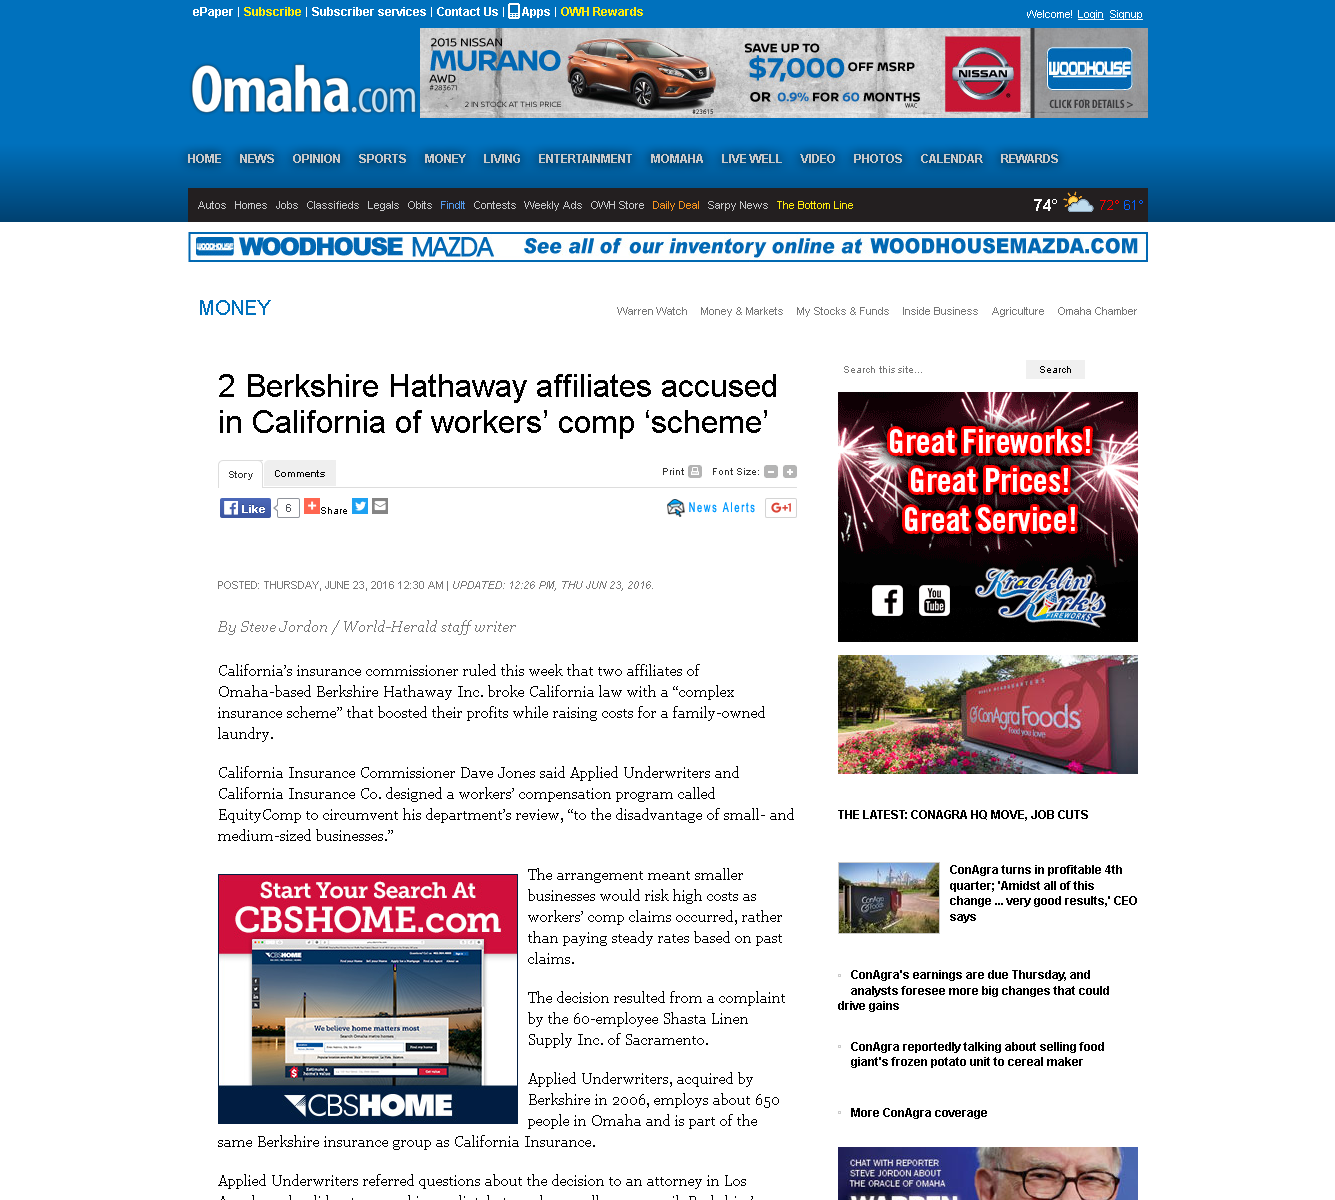 ePaper | Subscribe | Subscriber services | Contact Us | Apps | OWH Rewards
Welcome! Login Signup
Omaha.com
2015 NISSAN
MURANO
AWD
#283671
2 IN STOCK AT THIS PRICE
#23615
SAVE UP TO
$7,000 OFF MSRP
OR 0.9% FOR 60 MONTHS
WAC
NISSAN
WOODHOUSE
CLICK FOR DETAILS >
HOME NEWS OPINION SPORTS MONEY LIVING ENTERTAINMENT MOMAHA LIVE WELL VIDEO PHOTOS CALENDAR REWARDS
Autos Homes Jobs Classifieds Legals Obits FindIt Contests Weekly Ads OWH Store Daily Deal Sarpy News The Bottom Line
74° 72° 61°
WOODHOUSE MAZDA See all of our inventory online at WOODHOUSEMAZDA.COM
MONEY
Warren Watch Money & Markets My Stocks & Funds Inside Business Agriculture Omaha Chamber
2 Berkshire Hathaway affiliates accused
in California of workers’ comp ‘scheme’
Story Comments
Print Font Size:
Like 6 Share
News Alerts G+1
POSTED: THURSDAY, JUNE 23, 2016 12:30 AM | UPDATED: 12:26 PM, THU JUN 23, 2016.
By Steve Jordon / World-Herald staff writer
California’s insurance commissioner ruled this week that two affiliates of
Omaha-based Berkshire Hathaway Inc. broke California law with a “complex
insurance scheme” that boosted their profits while raising costs for a family-owned
laundry.
California Insurance Commissioner Dave Jones said Applied Underwriters and
California Insurance Co. designed a workers’ compensation program called
EquityComp to circumvent his department’s review, “to the disadvantage of small- and
medium-sized businesses.”
Start Your Search At
CBSHOME.com
CBSHOME
We believe home matters most
Find my home
CBSHOME
The arrangement meant smaller
businesses would risk high costs as
workers’ comp claims occurred, rather
than paying steady rates based on past
claims.
The decision resulted from a complaint
by the 60-employee Shasta Linen
Supply Inc. of Sacramento.
Applied Underwriters, acquired by
Berkshire in 2006, employs about 650
people in Omaha and is part of the
same Berkshire insurance group as California Insurance.
Applied Underwriters referred questions about the decision to an attorney in Los
Search this site... Search
Great Fireworks!
Great Prices!
Great Service!
You
Tube
Kracklin'
Kirk's
FIREWORKS
WORLD HEADQUARTERS
ConAgra Foods
Food you love
THE LATEST: CONAGRA HQ MOVE, JOB CUTS
ConAgra Foods
ConAgra turns in profitable 4th
quarter; 'Amidst all of this
change ... very good results,' CEO
says
ConAgra's earnings are due Thursday, and
analysts foresee more big changes that could
drive gains
ConAgra reportedly talking about selling food
giant's frozen potato unit to cereal maker
More ConAgra coverage
CHAT WITH REPORTER
STEVE JORDON ABOUT
THE ORACLE OF OMAHA
WARREN